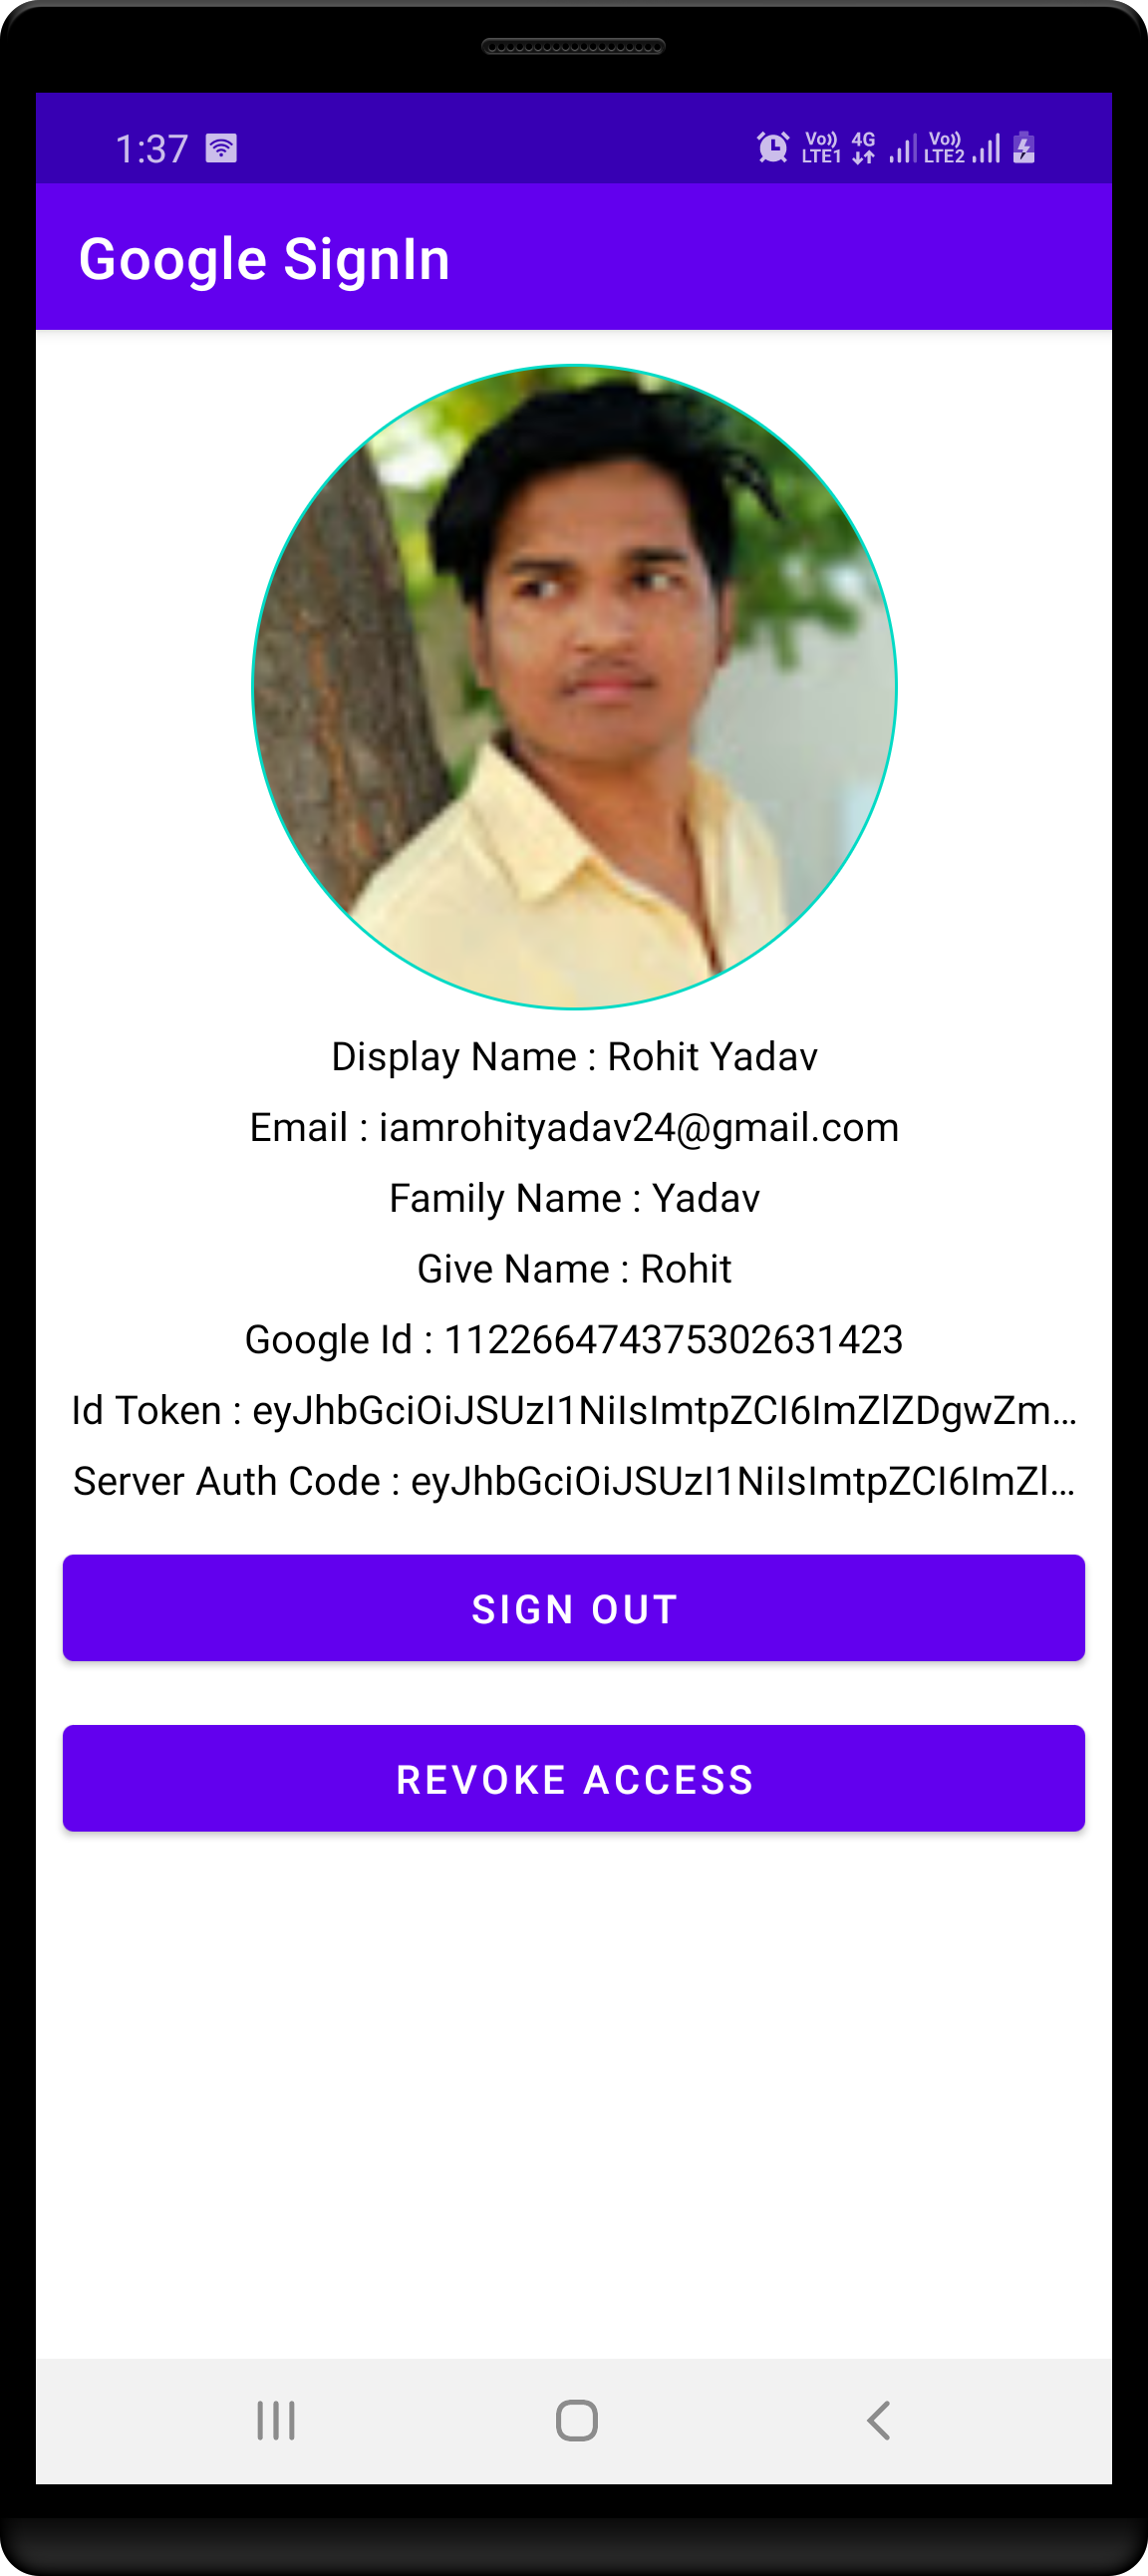 1:37 Vo)) LTE1 4G Vo)) LTE2
Google SignIn
Display Name : Rohit Yadav
Email : iamrohityadav24@gmail.com
Family Name : Yadav
Give Name : Rohit
Google Id : 112266474375302631423
Id Token : eyJhbGciOiJSUzI1NiIsImtpZCI6ImZlZDgwZm...
Server Auth Code : eyJhbGciOiJSUzI1NiIsImtpZCI6ImZl...
SIGN OUT
REVOKE ACCESS